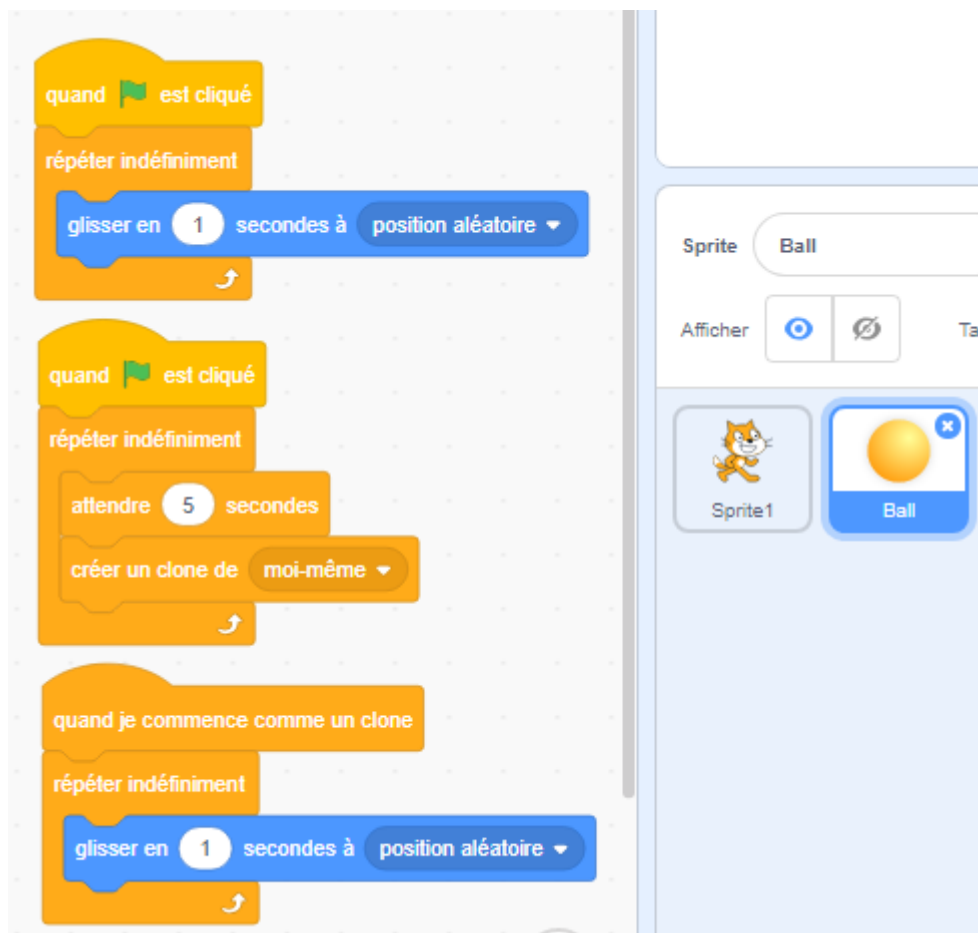 quand est cliqué
répéter indéfiniment
glisser en 1 secondes à position aléatoire
quand est cliqué
répéter indéfiniment
attendre 5 secondes
créer un clone de moi-même
quand je commence comme un clone
répéter indéfiniment
glisser en 1 secondes à position aléatoire
Sprite Ball
Afficher Ta
Sprite1 Ball